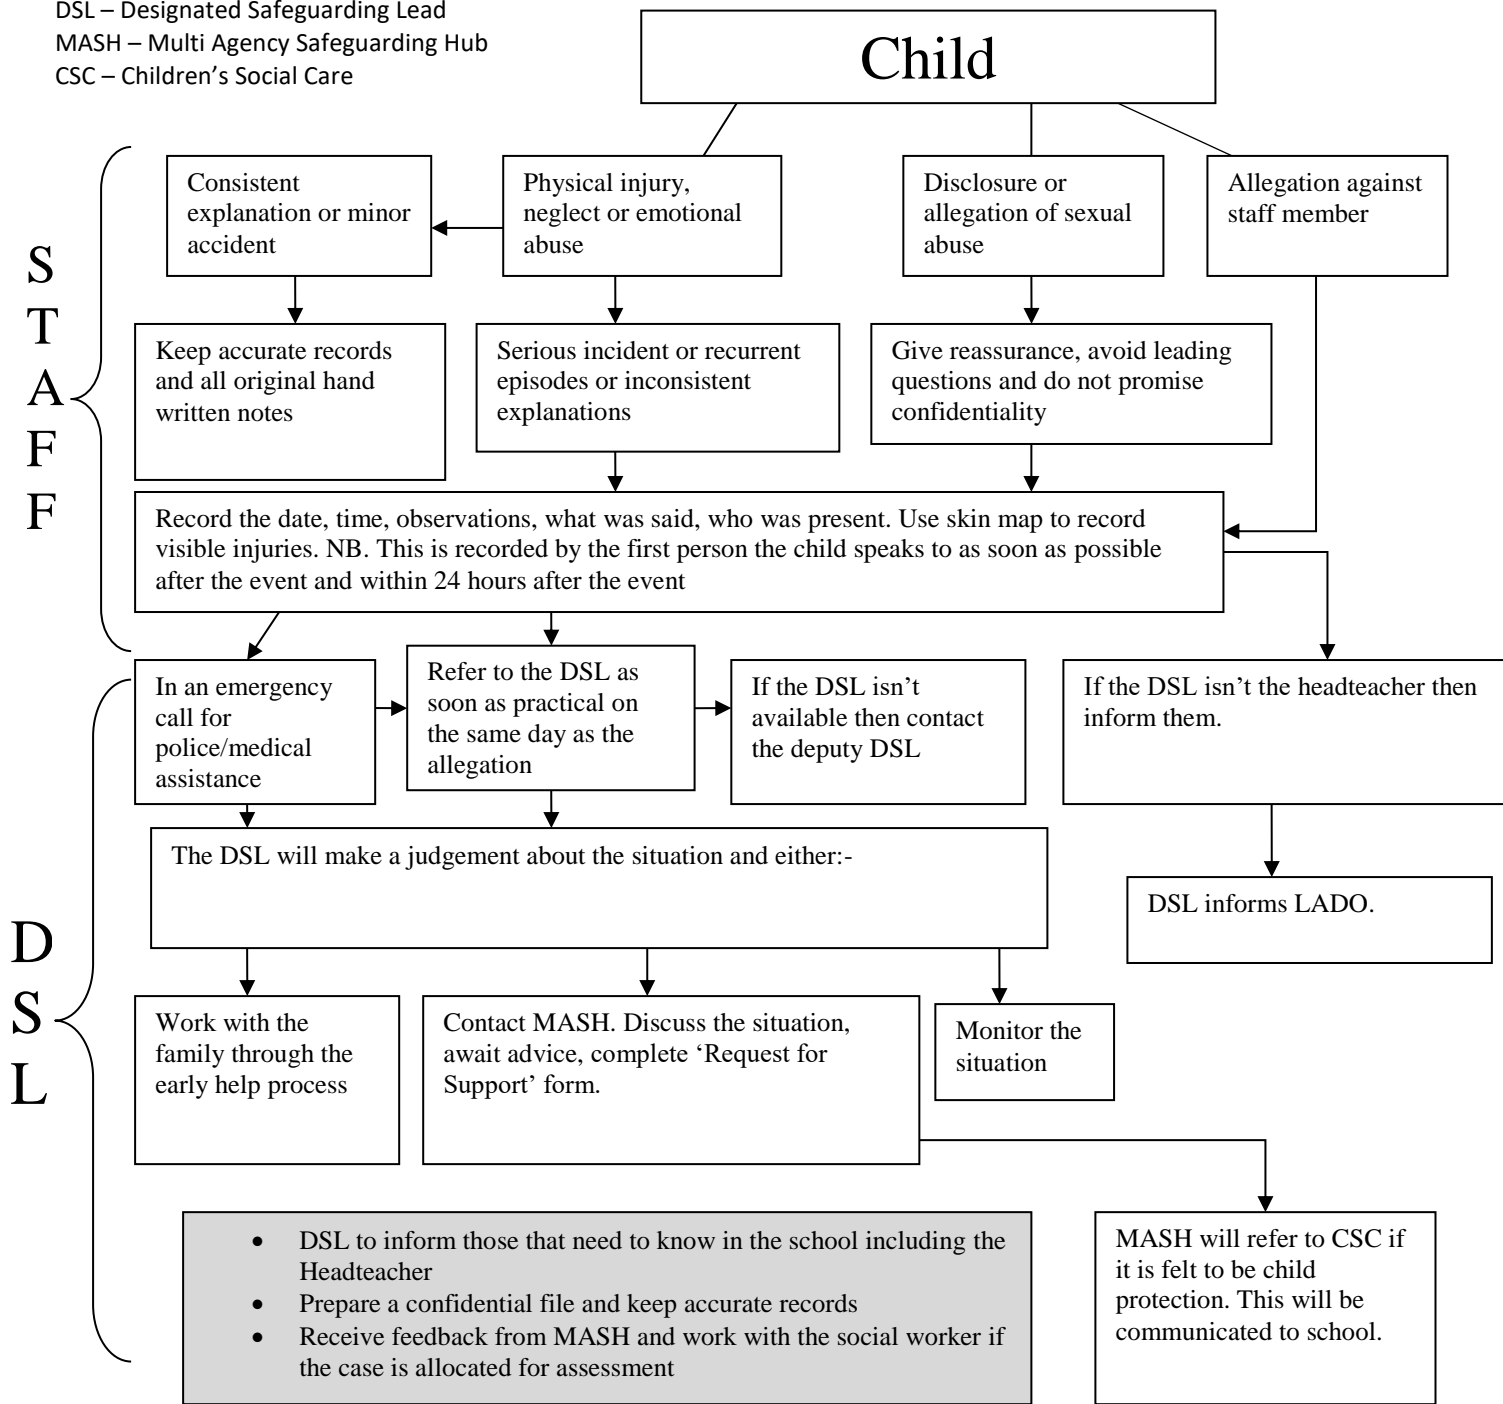 DSL – Designated Safeguarding Lead
MASH – Multi Agency Safeguarding Hub
CSC – Children's Social Care
Child
Consistent
explanation or minor
accident
Physical injury,
neglect or emotional
abuse
Disclosure or
allegation of sexual
abuse
Allegation against
staff member
S
T
A
F
F
Keep accurate records
and all original hand
written notes
Serious incident or recurrent
episodes or inconsistent
explanations
Give reassurance, avoid leading
questions and do not promise
confidentiality
Record the date, time, observations, what was said, who was present. Use skin map to record
visible injuries. NB. This is recorded by the first person the child speaks to as soon as possible
after the event and within 24 hours after the event
In an emergency
call for
police/medical
assistance
Refer to the DSL as
soon as practical on
the same day as the
allegation
If the DSL isn't
available then contact
the deputy DSL
If the DSL isn't the headteacher then
inform them.
The DSL will make a judgement about the situation and either:-
DSL informs LADO.
D
S
L
Work with the
family through the
early help process
Contact MASH. Discuss the situation,
await advice, complete 'Request for
Support' form.
Monitor the
situation
• DSL to inform those that need to know in the school including the
Headteacher
• Prepare a confidential file and keep accurate records
• Receive feedback from MASH and work with the social worker if
the case is allocated for assessment
MASH will refer to CSC if
it is felt to be child
protection. This will be
communicated to school.